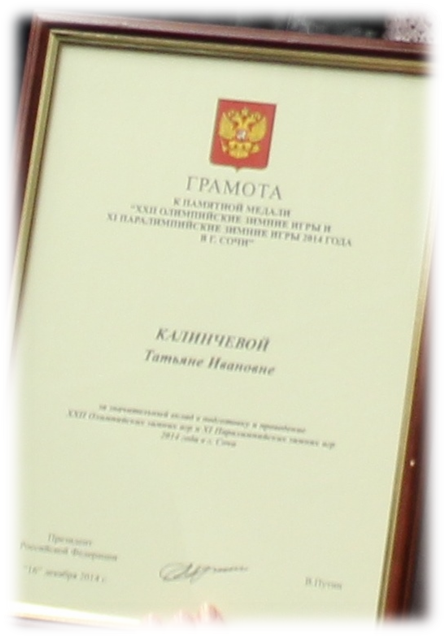 ГРАМОТА
К ПАМЯТНОЙ МЕДАЛИ
"XXII ОЛИМПИЙСКИЕ ЗИМНИЕ ИГРЫ И
XI ПАРАЛИМПИЙСКИЕ ЗИМНИЕ ИГРЫ 2014 ГОДА
В Г. СОЧИ"
КАЛИНЧЕВОЙ
Татьяне Ивановне
за значительный вклад в подготовку и проведение
XXII Олимпийских зимних игр и XI Паралимпийских зимних игр
2014 года в г. Сочи
Президент
Российской Федерации
"16" декабря 2014 г.
В.Путин